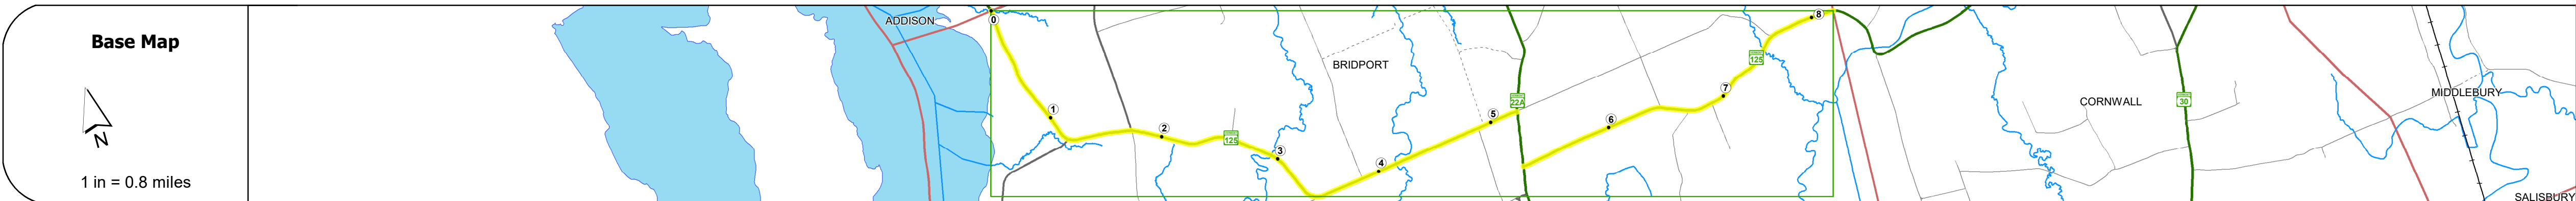 Base Map
N
1 in = 0.8 miles
ADDISON
0
1
2
125
3
BRIDPORT
4
5
22A
6
7
125
8
CORNWALL
30
MIDDLEBURY
SALISBURY